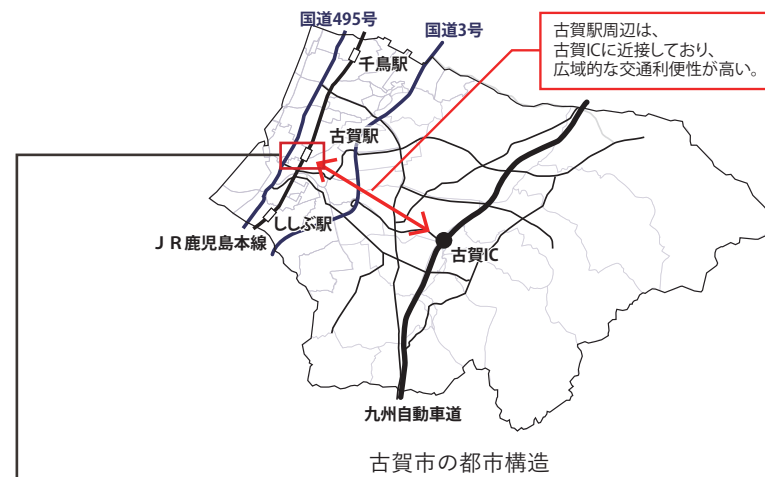 国道495号
国道3号
古賀駅周辺は、
古賀ICに近接しており、
広域的な交通利便性が高い。
千鳥駅
古賀駅
ししぶ駅
ＪＲ鹿児島本線
古賀IC
九州自動車道
古賀市の都市構造